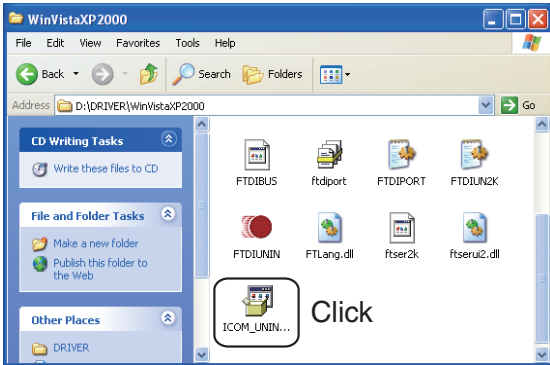 WinVistaXP2000
File Edit View Favorites Tools Help
Back Search Folders
Address D:\DRIVER\WinVistaXP2000 Go
CD Writing Tasks
Write these files to CD
File and Folder Tasks
Make a new folder
Publish this folder to
the Web
Other Places
DRIVER
FTDIBUS ftdiport FTDIPORT FTDIUN2K
FTDIUNIN FTLang.dll ftser2k ftserui2.dll
ICOM_UNIN...
Click